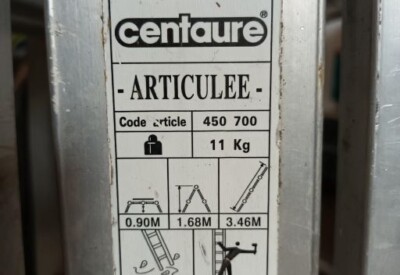 centaure®
- ARTICULEE -
Code article 450 700
11 Kg
0.90M 1.68M 3.46M